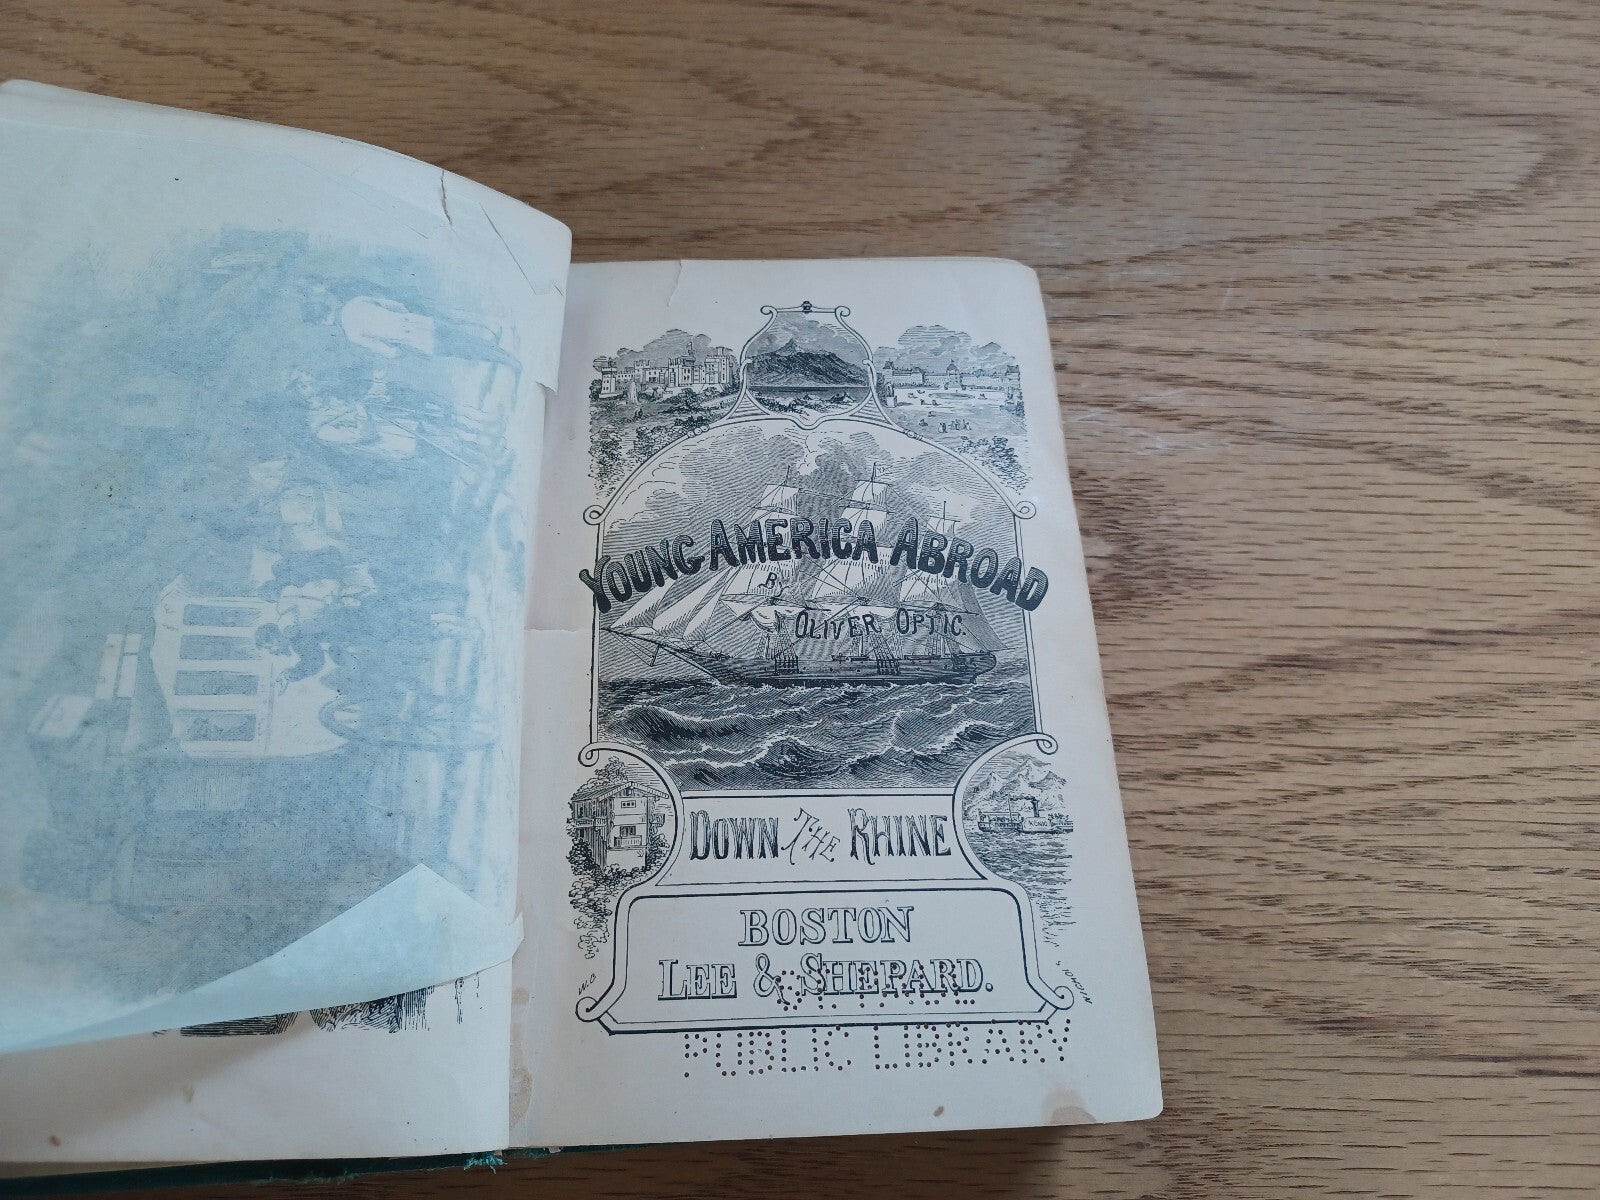 YOUNG AMERICA ABROAD
BY
OLIVER OPTIC.
DOWN THE RHINE
BOSTON
LEE & SHEPARD.
PUBLIC LIBRARY